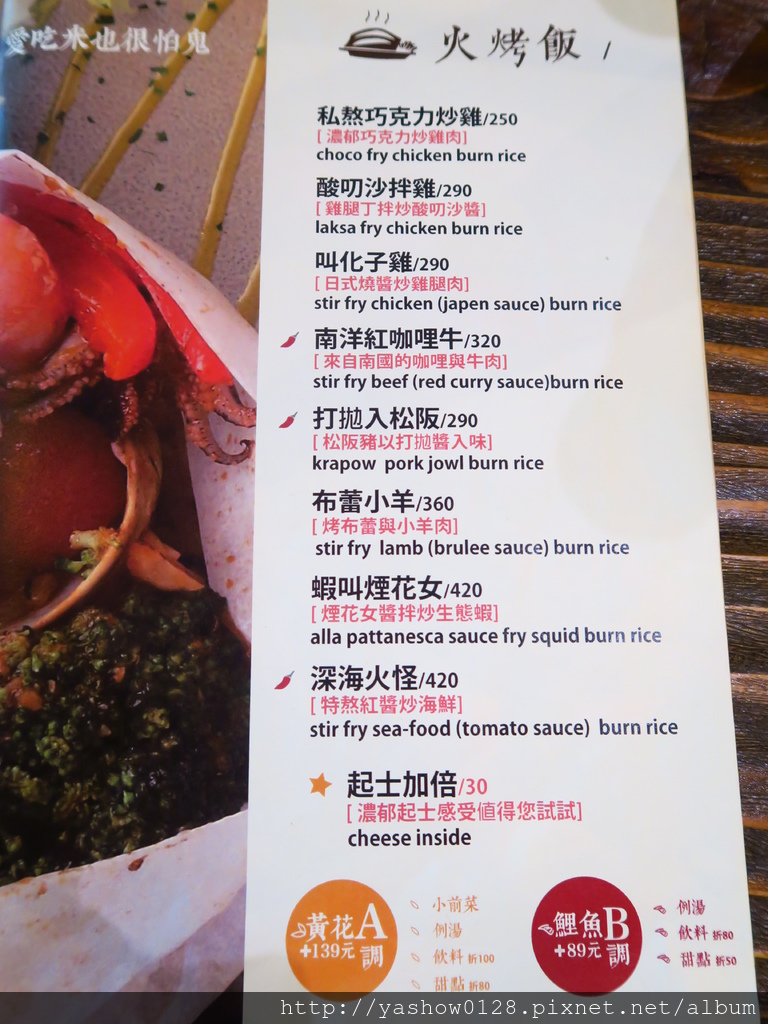 愛吃米也很怕鬼
火烤飯 /
私熬巧克力炒雞/250
[ 濃郁巧克力炒雞肉]
choco fry chicken burn rice
酸叨沙拌雞/290
[ 雞腿丁拌炒酸叨沙醬]
laksa fry chicken burn rice
叫化子雞/290
[ 日式燒醬炒雞腿肉]
stir fry chicken (japen sauce) burn rice
南洋紅咖哩牛/320
[ 來自南國的咖哩與牛肉]
stir fry beef (red curry sauce)burn rice
打拋入松阪/290
[ 松阪豬以打拋醬入味]
krapow pork jowl burn rice
布蕾小羊/360
[ 烤布蕾與小羊肉]
stir fry lamb (brulee sauce) burn rice
蝦叫煙花女/420
[ 煙花女醬拌炒生態蝦]
alla pattanesca sauce fry squid burn rice
深海火怪/420
[ 特熬紅醬炒海鮮]
stir fry sea-food (tomato sauce) burn rice
起士加倍/30
[ 濃郁起士感受值得您試試]
cheese inside
黃花A調
+139元
小前菜
例湯
飲料 折100
甜點 折80
鯉魚B調
+89元
例湯
飲料 折80
甜點 折50
http://yashow0128.pixnet.net/album